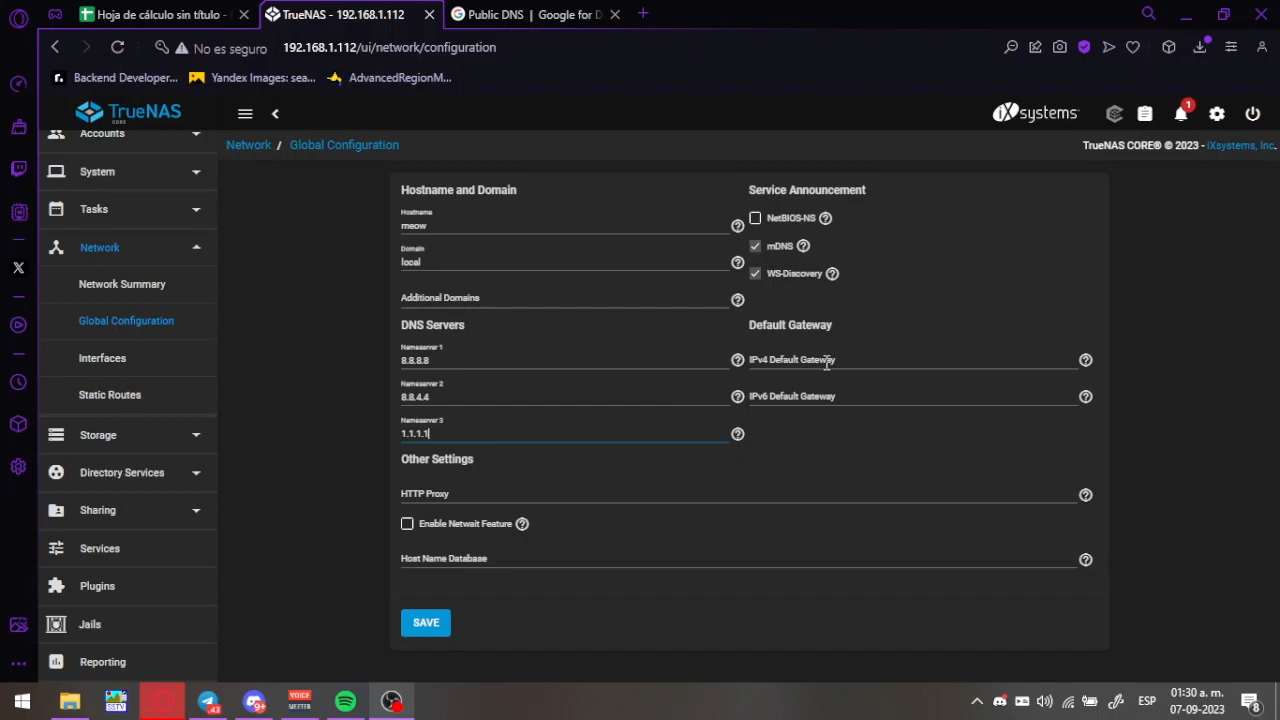 Hoja de cálculo sin título -
TrueNAS - 192.168.1.112
Public DNS | Google for D
No es seguro
192.168.1.112/ui/network/configuration
Backend Developer...
Yandex Images: sea...
AdvancedRegionM...
TrueNAS
CORE
iXsystems
1
Network / Global Configuration
TrueNAS CORE® © 2023 - iXsystems, Inc.
Accounts
System
Tasks
Network
Network Summary
Global Configuration
Interfaces
Static Routes
Storage
Directory Services
Sharing
Services
Plugins
Jails
Reporting
Hostname and Domain
Hostname
meow
Domain
local
Additional Domains
DNS Servers
Nameserver 1
8.8.8.8
Nameserver 2
8.8.4.4
Nameserver 3
1.1.1.1
Service Announcement
NetBIOS-NS
mDNS
WS-Discovery
Default Gateway
IPv4 Default Gateway
IPv6 Default Gateway
Other Settings
HTTP Proxy
Enable Netwait Feature
Host Name Database
SAVE
SSTV
43
9+
VOICE
MEETER
ESP
01:30 a. m.
07-09-2023
8